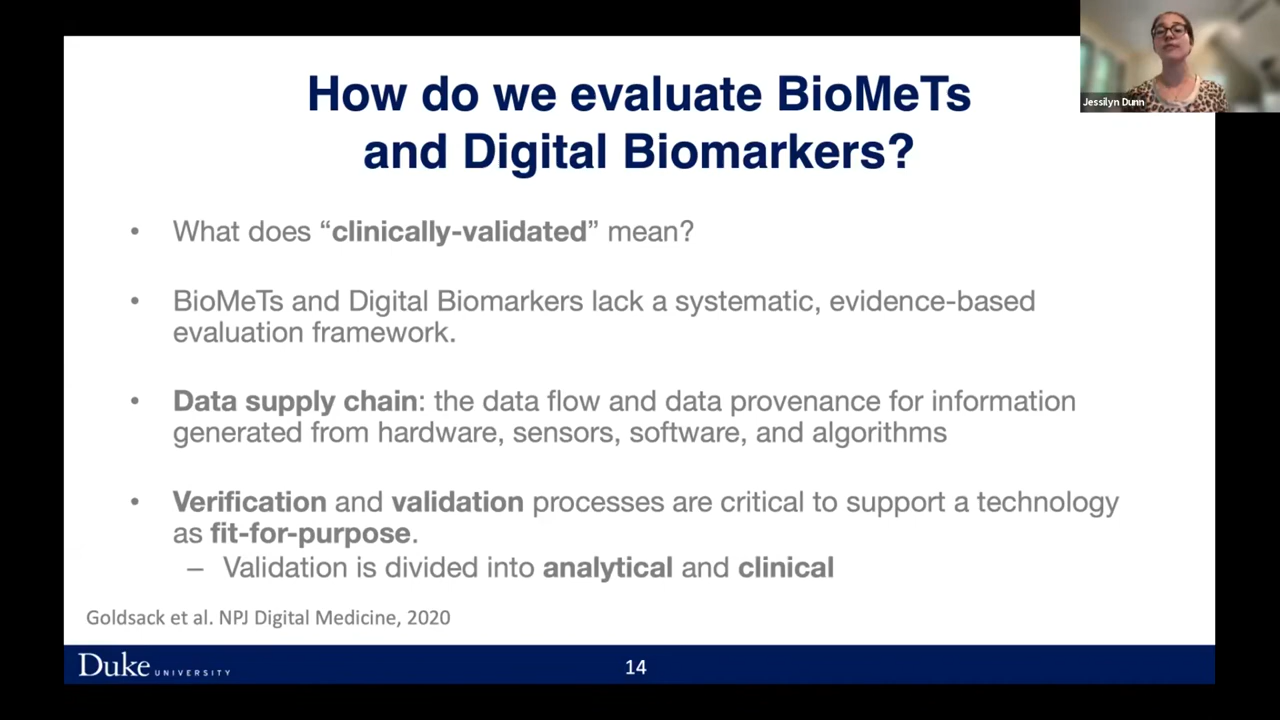 How do we evaluate BioMeTs
and Digital Biomarkers?
Jessilyn Dunn
• What does “clinically-validated” mean?
• BioMeTs and Digital Biomarkers lack a systematic, evidence-based
evaluation framework.
• Data supply chain: the data flow and data provenance for information
generated from hardware, sensors, software, and algorithms
• Verification and validation processes are critical to support a technology
as fit-for-purpose.
– Validation is divided into analytical and clinical
Goldsack et al. NPJ Digital Medicine, 2020
Duke UNIVERSITY
14